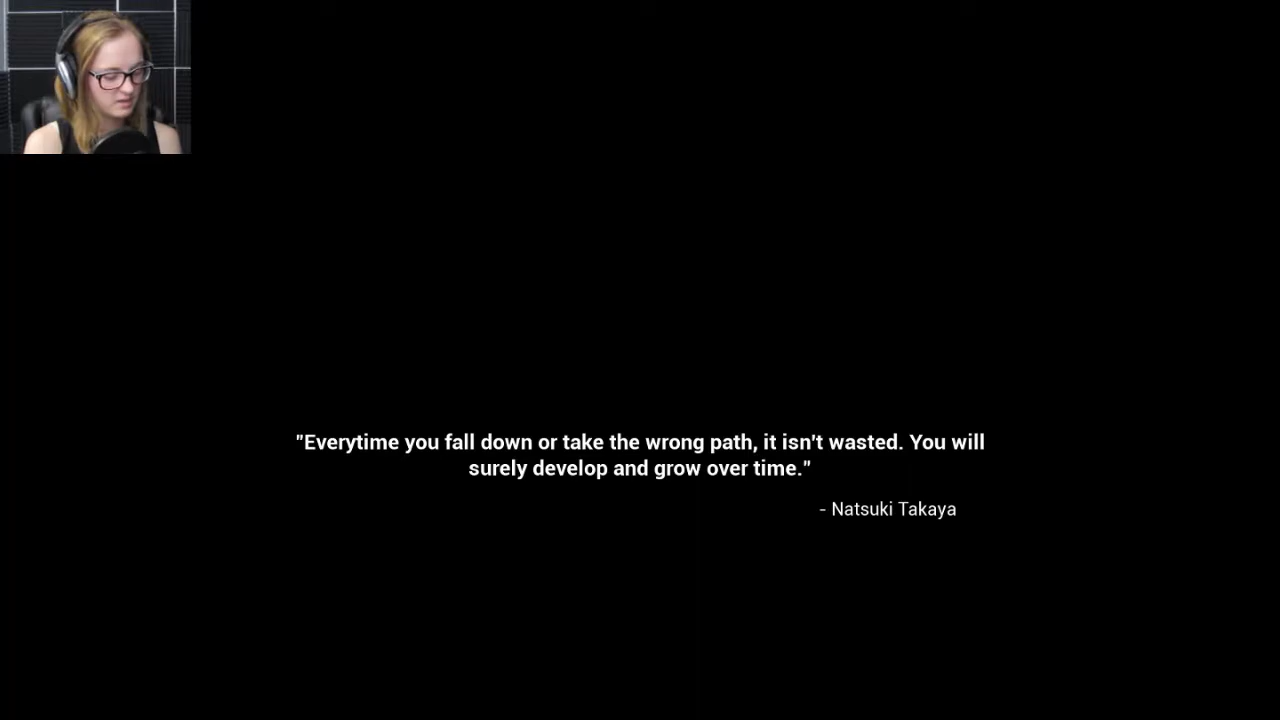 "Everytime you fall down or take the wrong path, it isn't wasted. You will
surely develop and grow over time."
- Natsuki Takaya